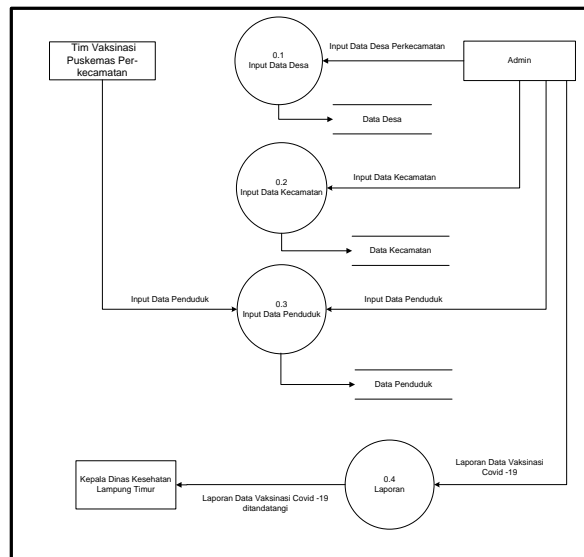 Tim Vaksinasi
Puskemas Per-
kecamatan
0.1
Input Data Desa
Input Data Desa Perkecamatan
Admin
Data Desa
0.2
Input Data Kecamatan
Input Data Kecamatan
Data Kecamatan
Input Data Penduduk
0.3
Input Data Penduduk
Input Data Penduduk
Data Penduduk
Kepala Dinas Kesehatan
Lampung Timur
Laporan Data Vaksinasi Covid -19
ditandatangi
0.4
Laporan
Laporan Data Vaksinasi
Covid -19